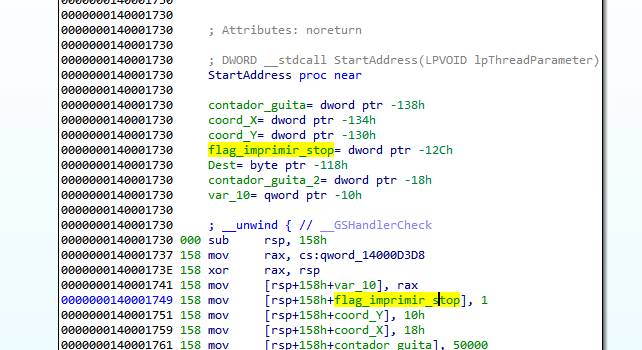 0000000140001730
0000000140001730
0000000140001730 ; Attributes: noreturn
0000000140001730
0000000140001730 ; DWORD __stdcall StartAddress(LPVOID lpThreadParameter)
0000000140001730 StartAddress proc near
0000000140001730
0000000140001730 contador_guita= dword ptr -138h
0000000140001730 coord_X= dword ptr -134h
0000000140001730 coord_Y= dword ptr -130h
0000000140001730 flag_imprimir_stop= dword ptr -12Ch
0000000140001730 Dest= byte ptr -118h
0000000140001730 contador_guita_2= dword ptr -18h
0000000140001730 var_10= qword ptr -10h
0000000140001730
0000000140001730 ; __unwind { // __GSHandlerCheck
0000000140001730 000 sub rsp, 158h
0000000140001737 158 mov rax, cs:qword_14000D3D8
000000014000173E 158 xor rax, rsp
0000000140001741 158 mov [rsp+158h+var_10], rax
0000000140001749 158 mov [rsp+158h+flag_imprimir_stop], 1
0000000140001751 158 mov [rsp+158h+coord_Y], 10h
0000000140001759 158 mov [rsp+158h+coord_X], 18h
0000000140001761 158 mov [rsp+158h+contador_guita], 50000